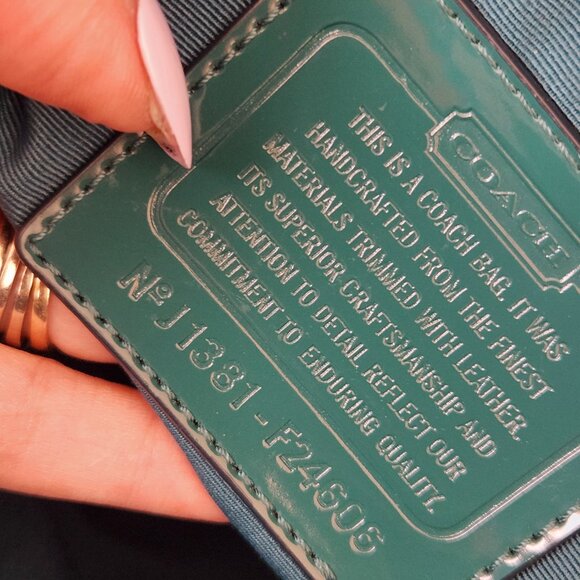 COACH
THIS IS A COACH BAG. IT WAS
HANDCRAFTED FROM THE FINEST
MATERIALS TRIMMED WITH LEATHER.
ITS SUPERIOR CRAFTSMANSHIP AND
ATTENTION TO DETAIL REFLECT OUR
COMMITMENT TO ENDURING QUALITY.
Nº J1381-F24606